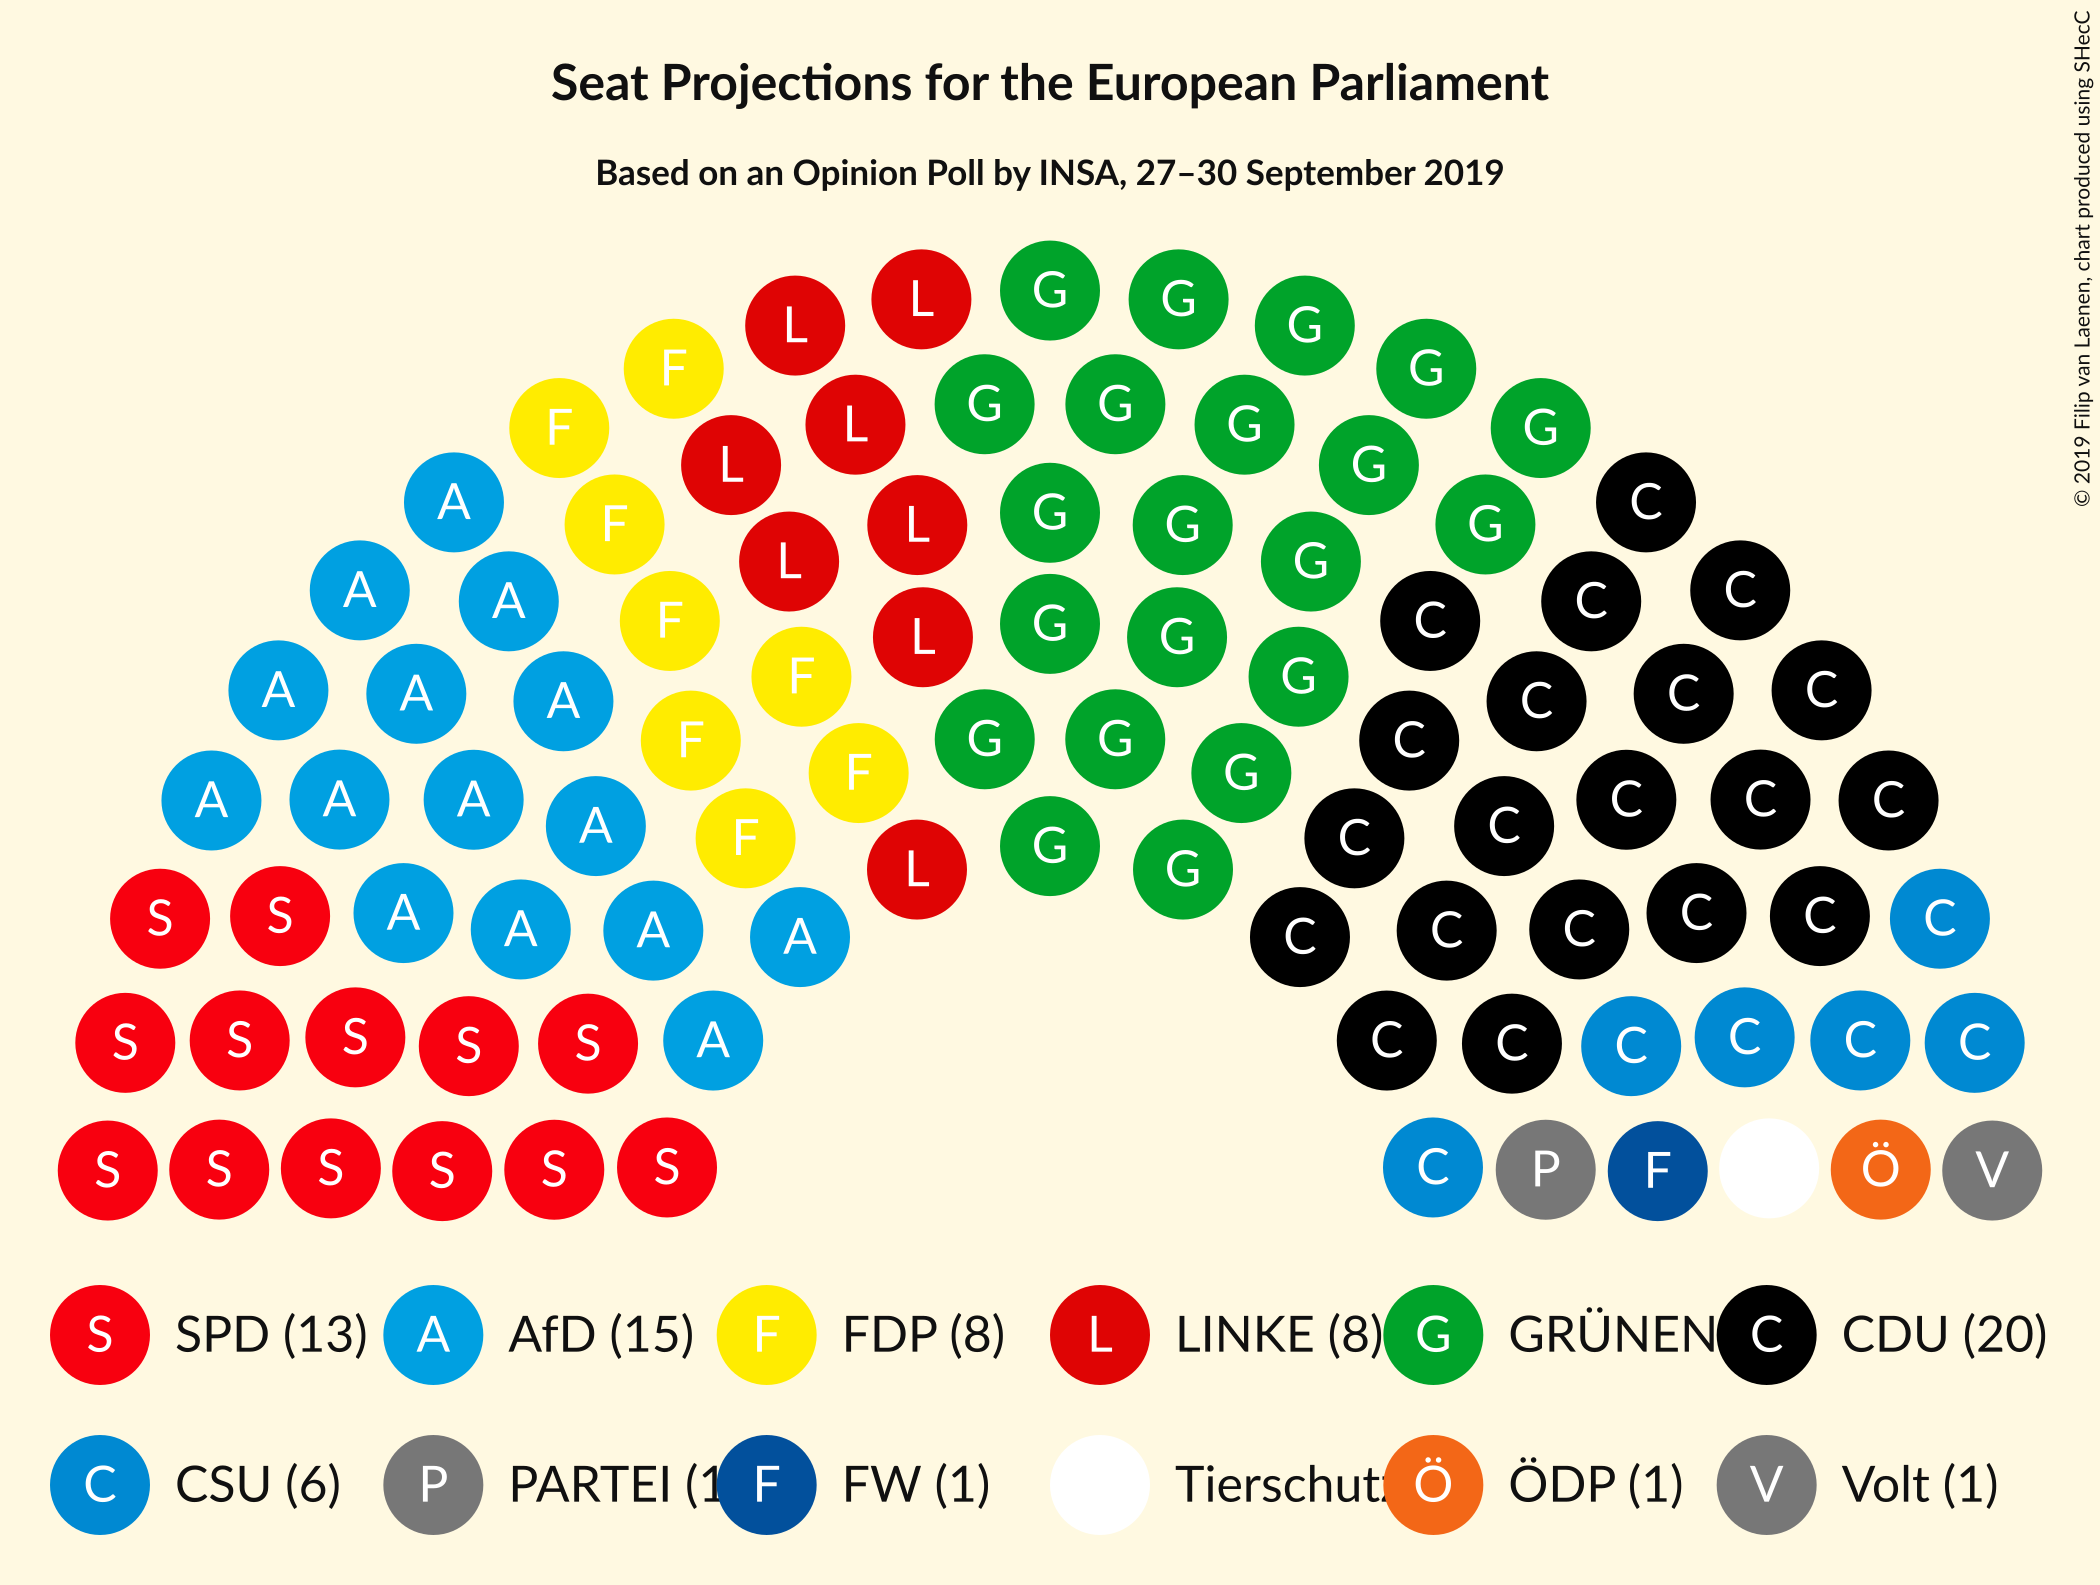 Seat Projections for the European Parliament
Based on an Opinion Poll by INSA, 27–30 September 2019
© 2019 Filip van Laenen, chart produced using SHecC
L L G G G
F F L G G G G G
A F L L G G G G G C
A A F L G G G C C C
A A A F F L G G G C C C C
A A A A F F G G G C C C C C
S S A A A A F L G G C C C C C C C
S S S S S A C C C C C C
S S S S S S C P F Ö V
S SPD (13) A AfD (15) F FDP (8) L LINKE (8) G GRÜNEN C CDU (20)
C CSU (6) P PARTEI (1 F FW (1) Tierschutz Ö ÖDP (1) V Volt (1)